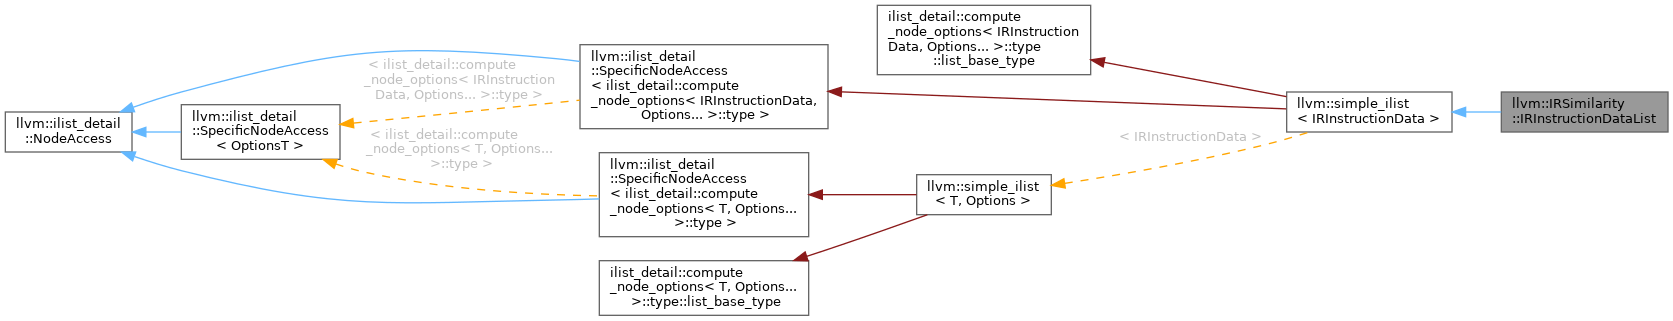 llvm::ilist_detail
::NodeAccess
llvm::ilist_detail
::SpecificNodeAccess
< OptionsT >
< ilist_detail::compute
_node_options< IRInstruction
Data, Options... >::type >
< ilist_detail::compute
_node_options< T, Options...
>::type >
llvm::ilist_detail
::SpecificNodeAccess
< ilist_detail::compute
_node_options< IRInstructionData,
Options... >::type >
llvm::ilist_detail
::SpecificNodeAccess
< ilist_detail::compute
_node_options< T, Options...
>::type >
ilist_detail::compute
_node_options< T, Options...
>::type::list_base_type
ilist_detail::compute
_node_options< IRInstruction
Data, Options... >::type
::list_base_type
llvm::simple_ilist
< T, Options >
< IRInstructionData >
llvm::simple_ilist
< IRInstructionData >
llvm::IRSimilarity
::IRInstructionDataList